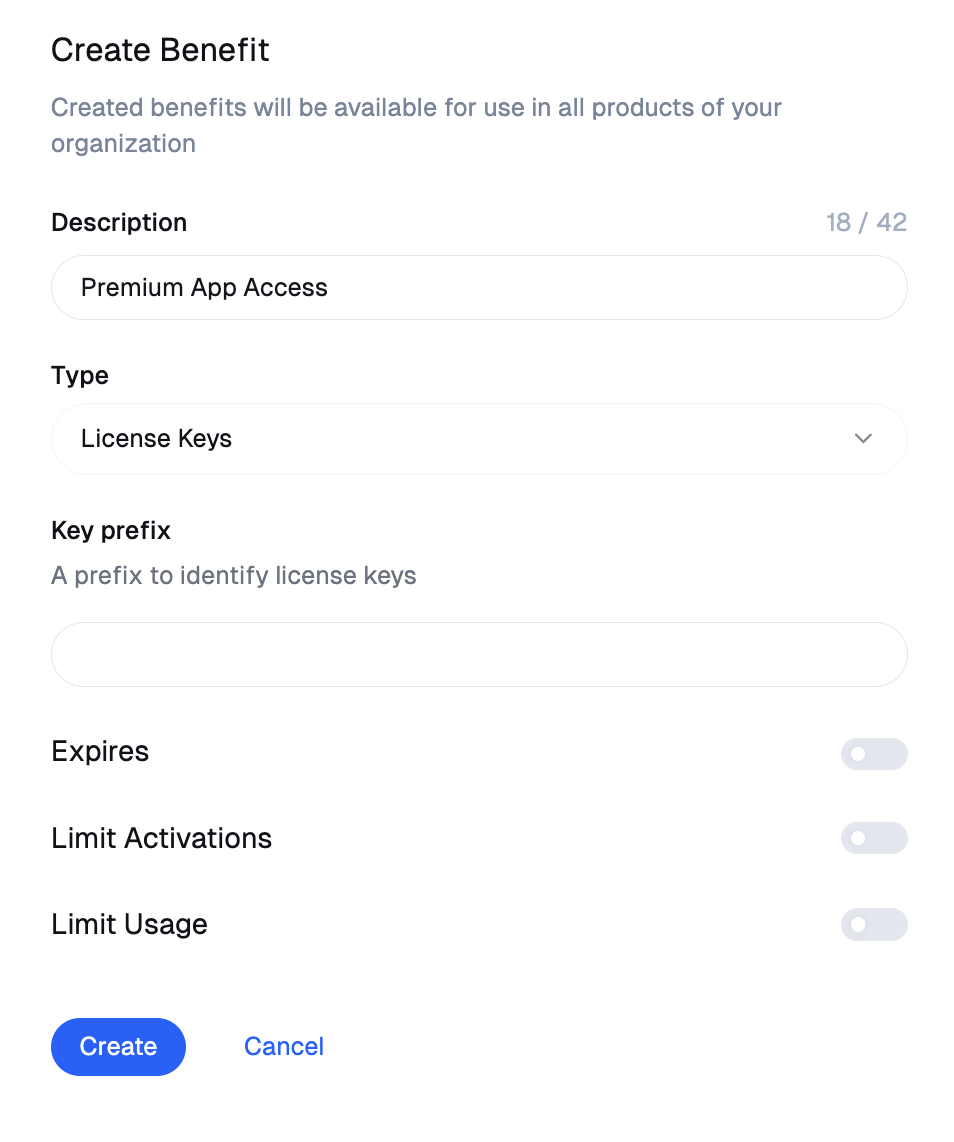 Create Benefit
Created benefits will be available for use in all products of your
organization
Description 18 / 42
Premium App Access
Type
License Keys
Key prefix
A prefix to identify license keys
Expires
Limit Activations
Limit Usage
Create Cancel